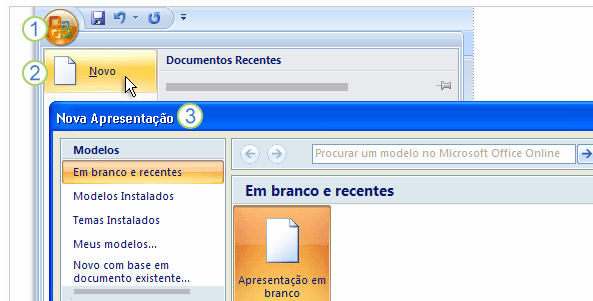 1
Documentos Recentes
2
Novo
Nova Apresentação 3
Modelos
Em branco e recentes
Modelos Instalados
Temas Instalados
Meus modelos...
Novo com base em
documento existente...
Procurar um modelo no Microsoft Office Online
Em branco e recentes
Apresentação em
branco